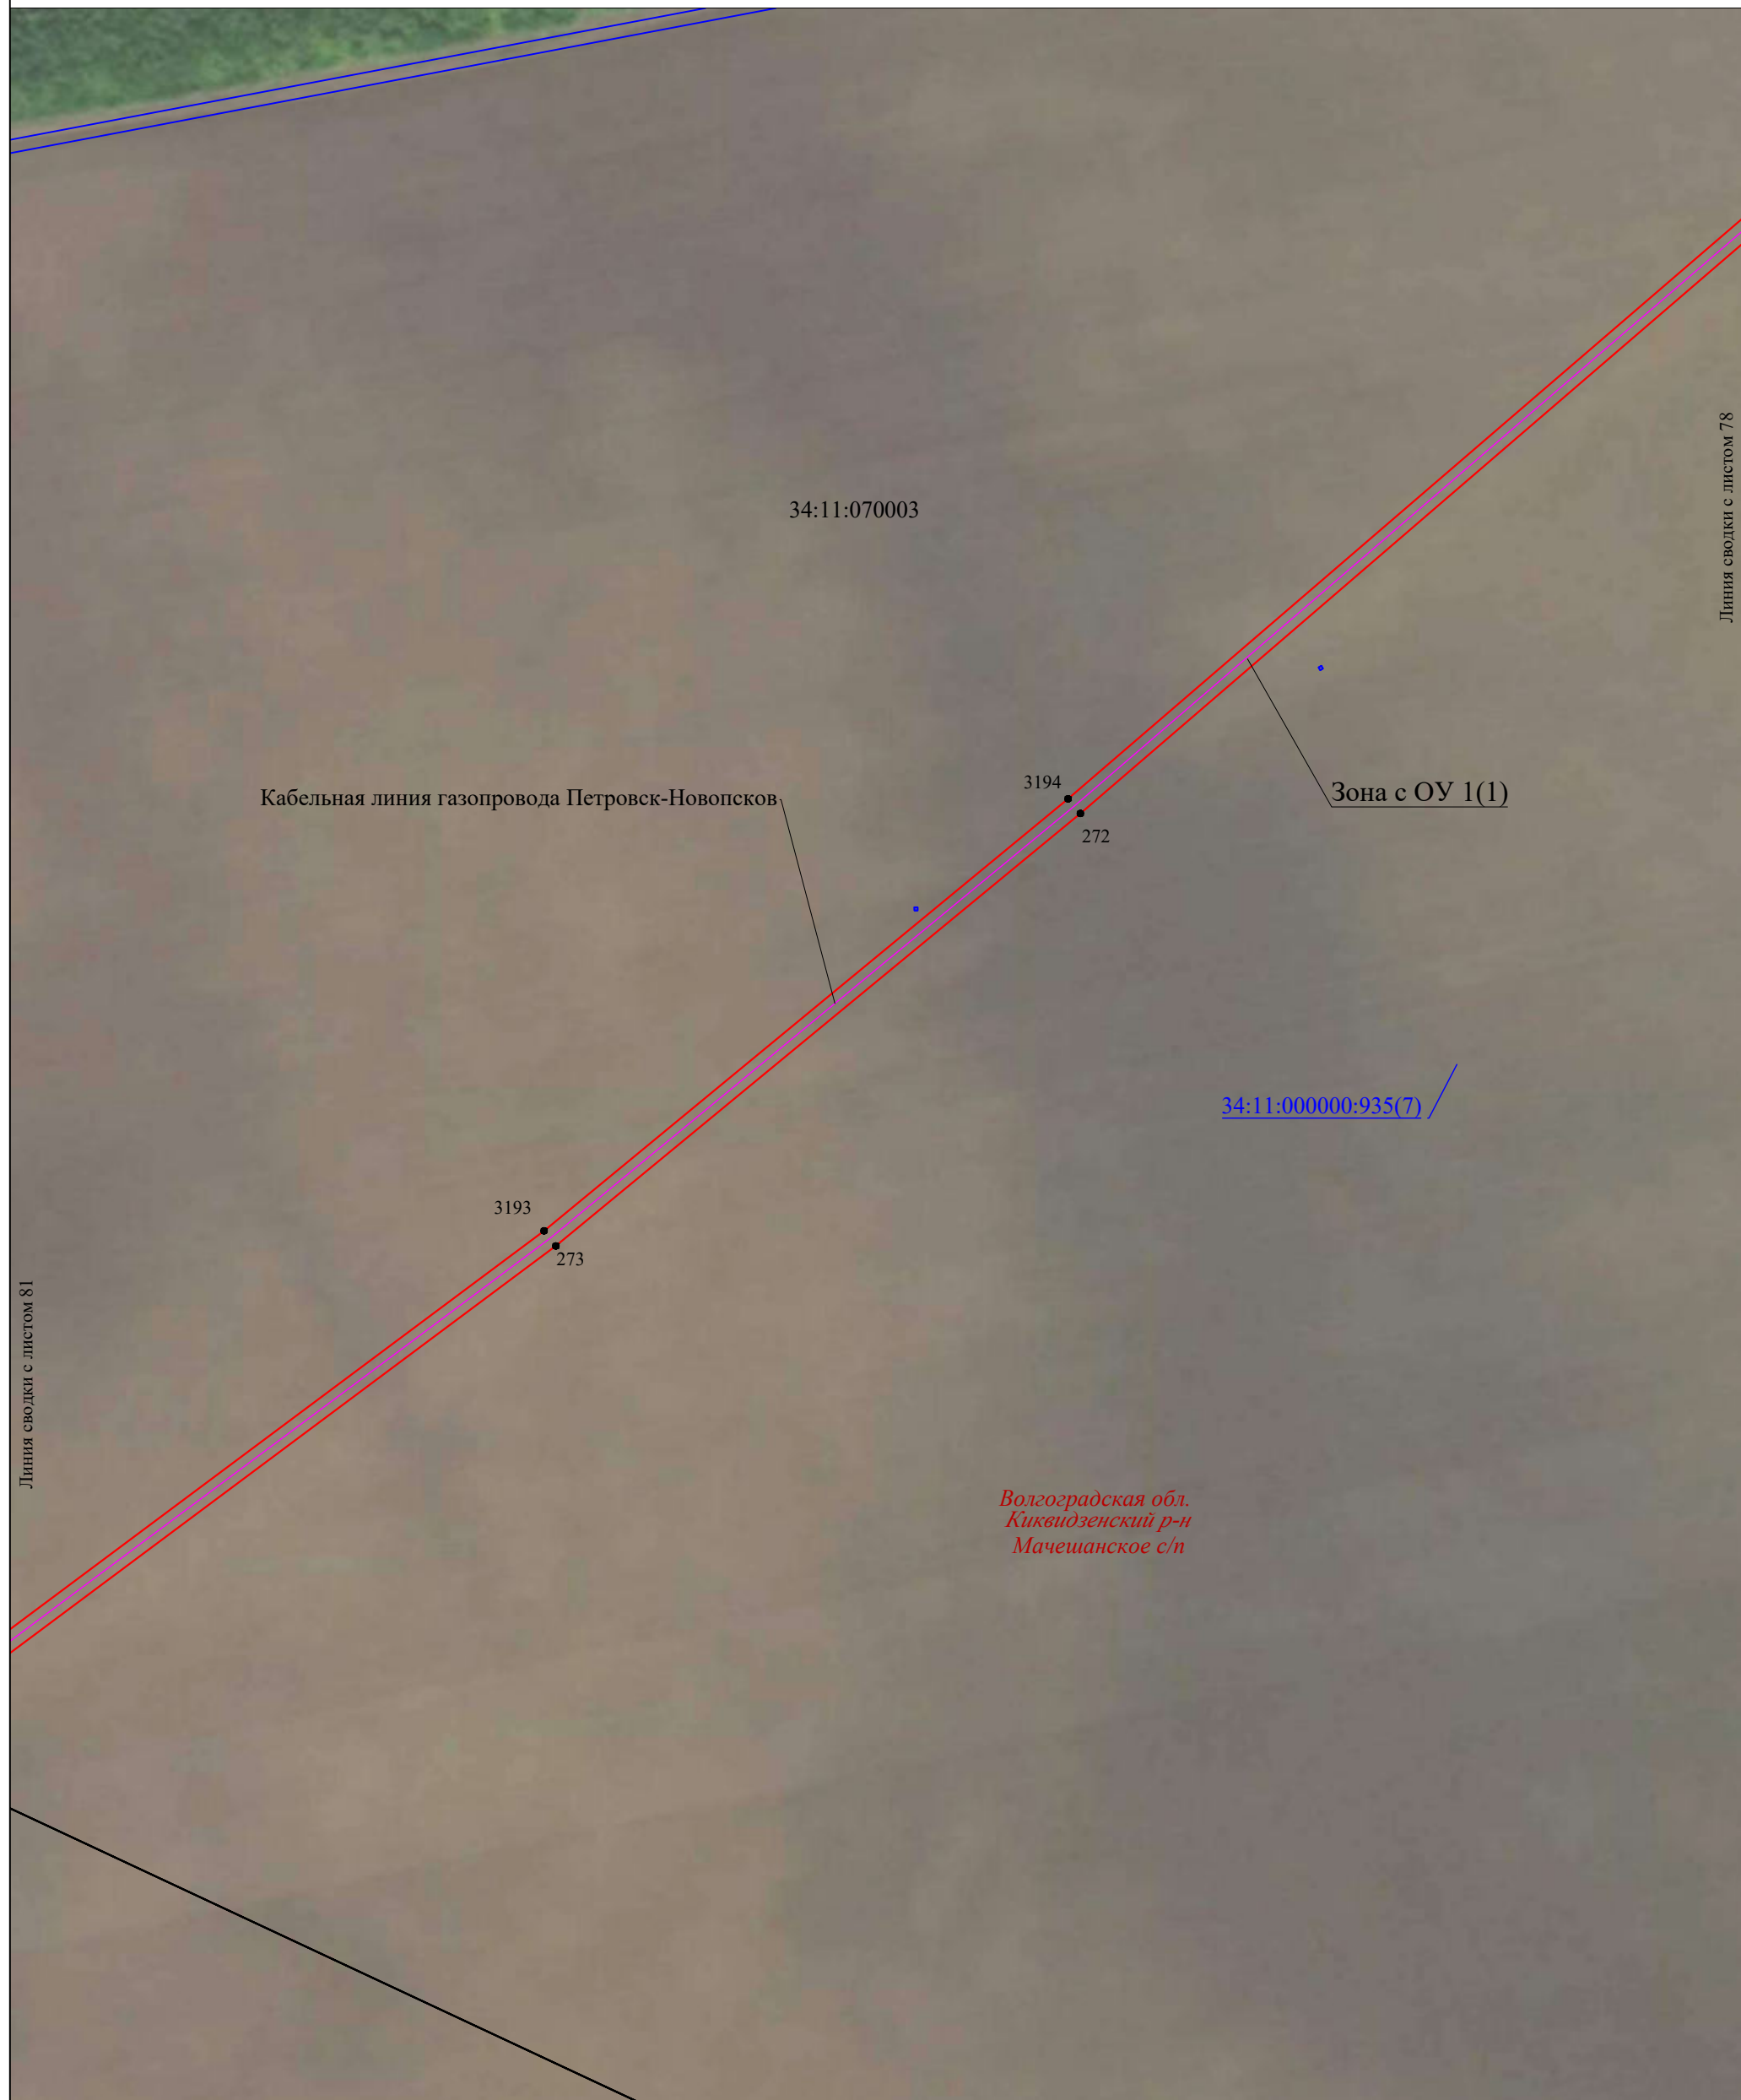 Линия сводки с листом 78
34:11:070003
3194
Кабельная линия газопровода Петровск-Новопсков
Зона с ОУ 1(1)
272
34:11:000000:935(7)
3193
273
Линия сводки с листом 81
Волгоградская обл.
Киквидзенский р-н
Мачешанское с/п